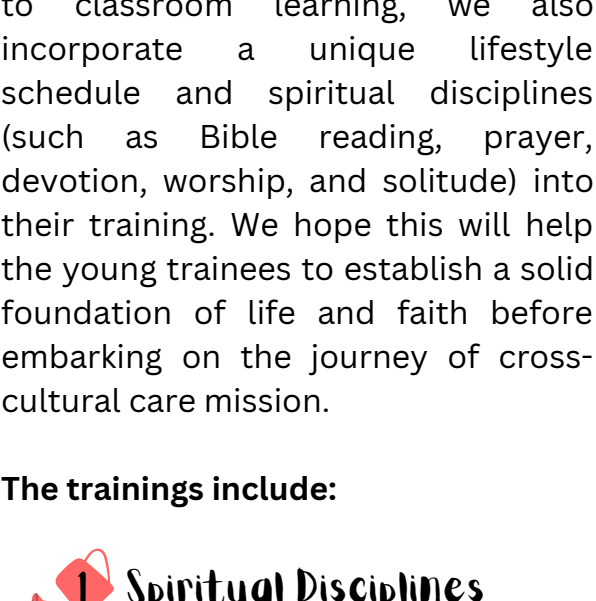 to classroom learning, we also
incorporate a unique lifestyle
schedule and spiritual disciplines
(such as Bible reading, prayer,
devotion, worship, and solitude) into
their training. We hope this will help
the young trainees to establish a solid
foundation of life and faith before
embarking on the journey of cross-
cultural care mission.
The trainings include:
1 Spiritual Disciplines